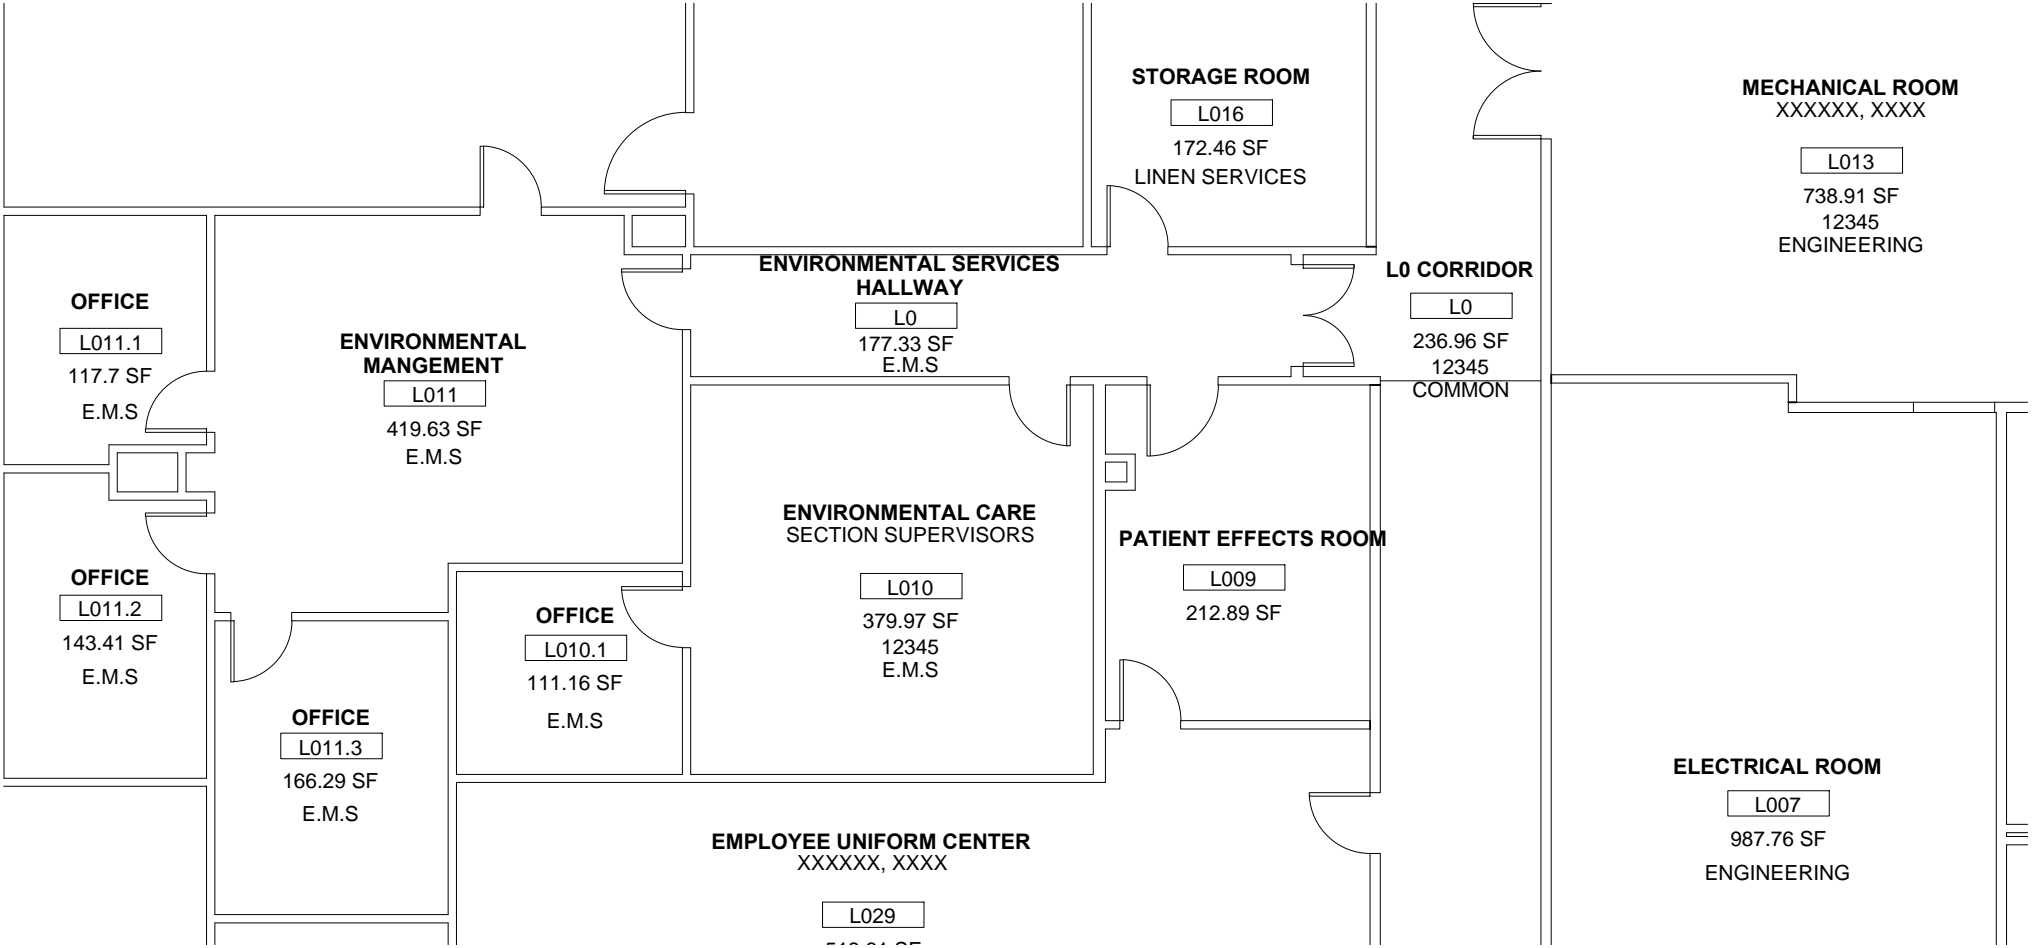 STORAGE ROOM
L016
172.46 SF
LINEN SERVICES
MECHANICAL ROOM
XXXXXX, XXXX
L013
738.91 SF
12345
ENGINEERING
ENVIRONMENTAL SERVICES
HALLWAY
L0
177.33 SF
E.M.S
L0 CORRIDOR
L0
236.96 SF
12345
COMMON
OFFICE
L011.1
117.7 SF
E.M.S
ENVIRONMENTAL
MANGEMENT
L011
419.63 SF
E.M.S
ENVIRONMENTAL CARE
SECTION SUPERVISORS
L010
379.97 SF
12345
E.M.S
PATIENT EFFECTS ROOM
L009
212.89 SF
OFFICE
L011.2
143.41 SF
E.M.S
OFFICE
L010.1
111.16 SF
E.M.S
OFFICE
L011.3
166.29 SF
E.M.S
ELECTRICAL ROOM
L007
987.76 SF
ENGINEERING
EMPLOYEE UNIFORM CENTER
XXXXXX, XXXX
L029